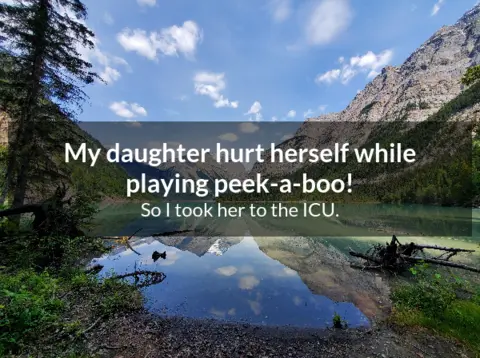 My daughter hurt herself while
playing peek-a-boo!
So I took her to the ICU.